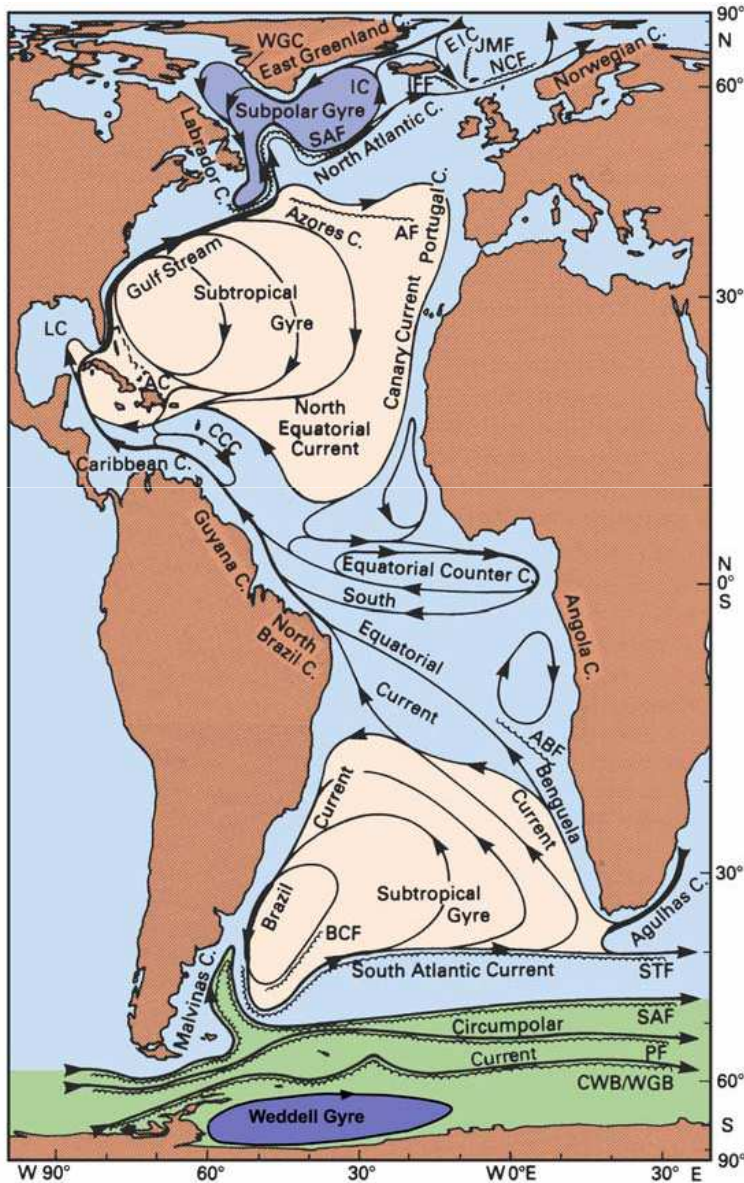 90°
N
WGC
East Greenland C.
E.I.C.
JMF
NCF
Norwegian C.
IC
IFF
60°
Subpolar Gyre
SAF
North Atlantic C.
Labrador C.
Azores C.
AF
Portugal C.
Gulf Stream
Subtropical
Gyre
30°
LC
Canary Current
AC
North
Equatorial
Current
CCC
Caribbean C.
Guyana C.
Equatorial Counter C.
N
0°
S
South
North
Brazil C.
Equatorial
Angola C.
Current
ABF
Benguela
Current
Current
30°
Brazil
Subtropical
Gyre
BCF
Agulhas C.
South Atlantic Current
STF
Malvinas C.
SAF
Circumpolar
Current
PF
CWB/WGB
60°
Weddell Gyre
S
90°
W 90° 60° 30° W 0° E 30° E